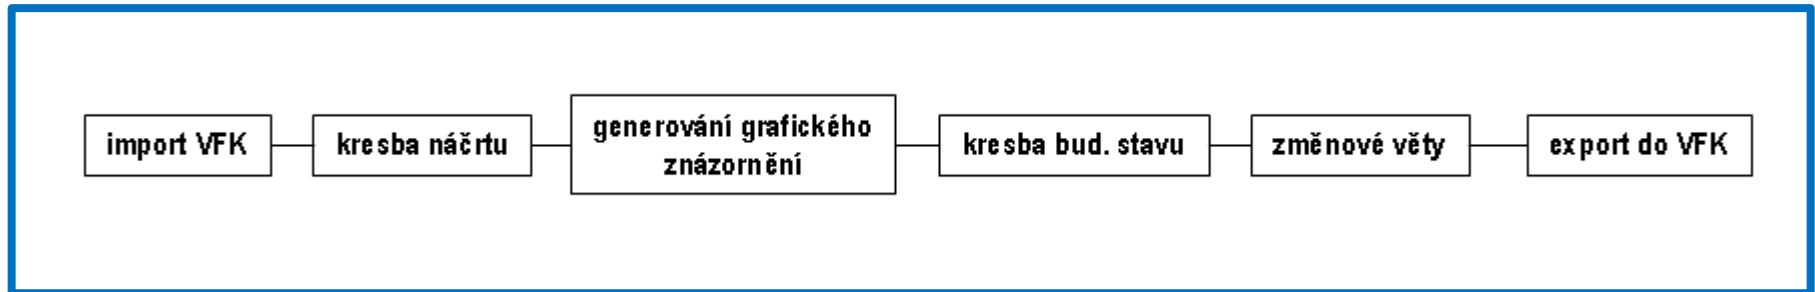 import VFK
kresba náčrtu
generování grafického
znázornění
kresba bud. stavu
změnové věty
export do VFK